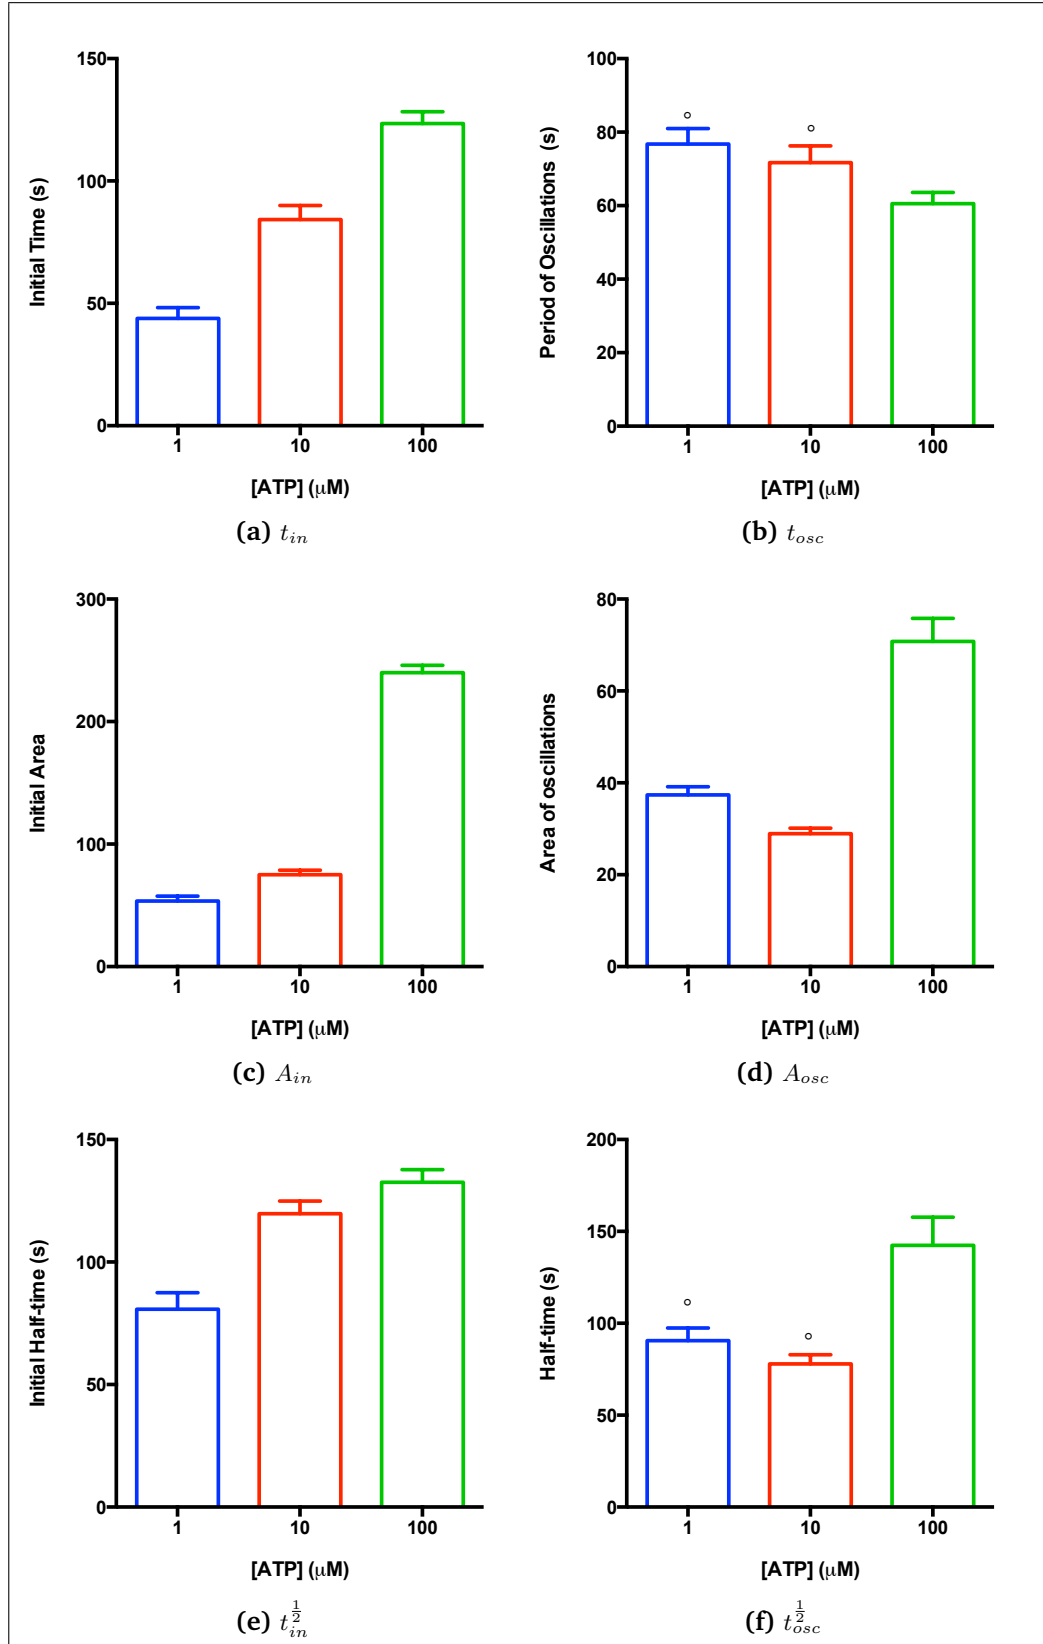 150
100
50
0
Initial Time (s)
1 10 100
[ATP] (μM)
(a) t_in
100
80
60
40
20
0
Period of Oscillations (s)
1 10 100
[ATP] (μM)
(b) t_osc
300
200
100
0
Initial Area
1 10 100
[ATP] (μM)
(c) A_in
80
60
40
20
0
Area of oscillations
1 10 100
[ATP] (μM)
(d) A_osc
150
100
50
0
Initial Half-time (s)
1 10 100
[ATP] (μM)
(e) t_in^{1/2}
200
150
100
50
0
Half-time (s)
1 10 100
[ATP] (μM)
(f) t_osc^{1/2}